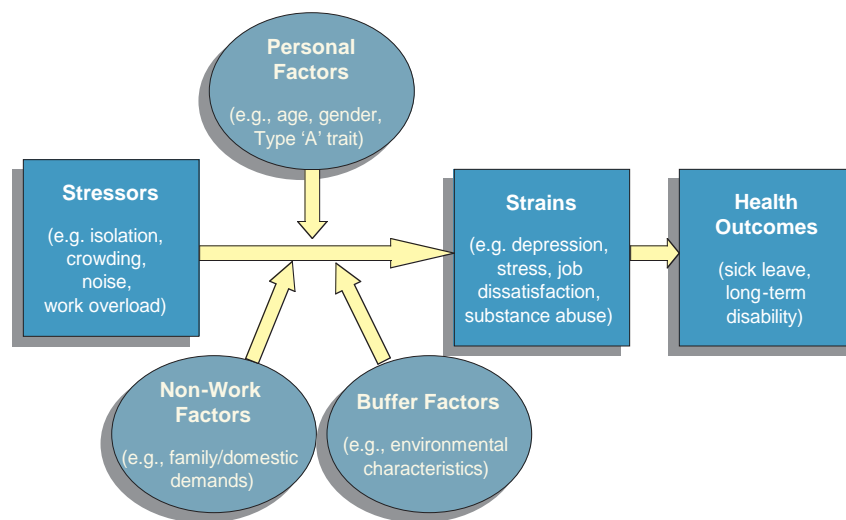 Personal
Factors
(e.g., age, gender,
Type ‘A’ trait)
Stressors
(e.g. isolation,
crowding,
noise,
work overload)
Strains
(e.g. depression,
stress, job
dissatisfaction,
substance abuse)
Health
Outcomes
(sick leave,
long-term
disability)
Non-Work
Factors
(e.g., family/domestic
demands)
Buffer Factors
(e.g., environmental
characteristics)